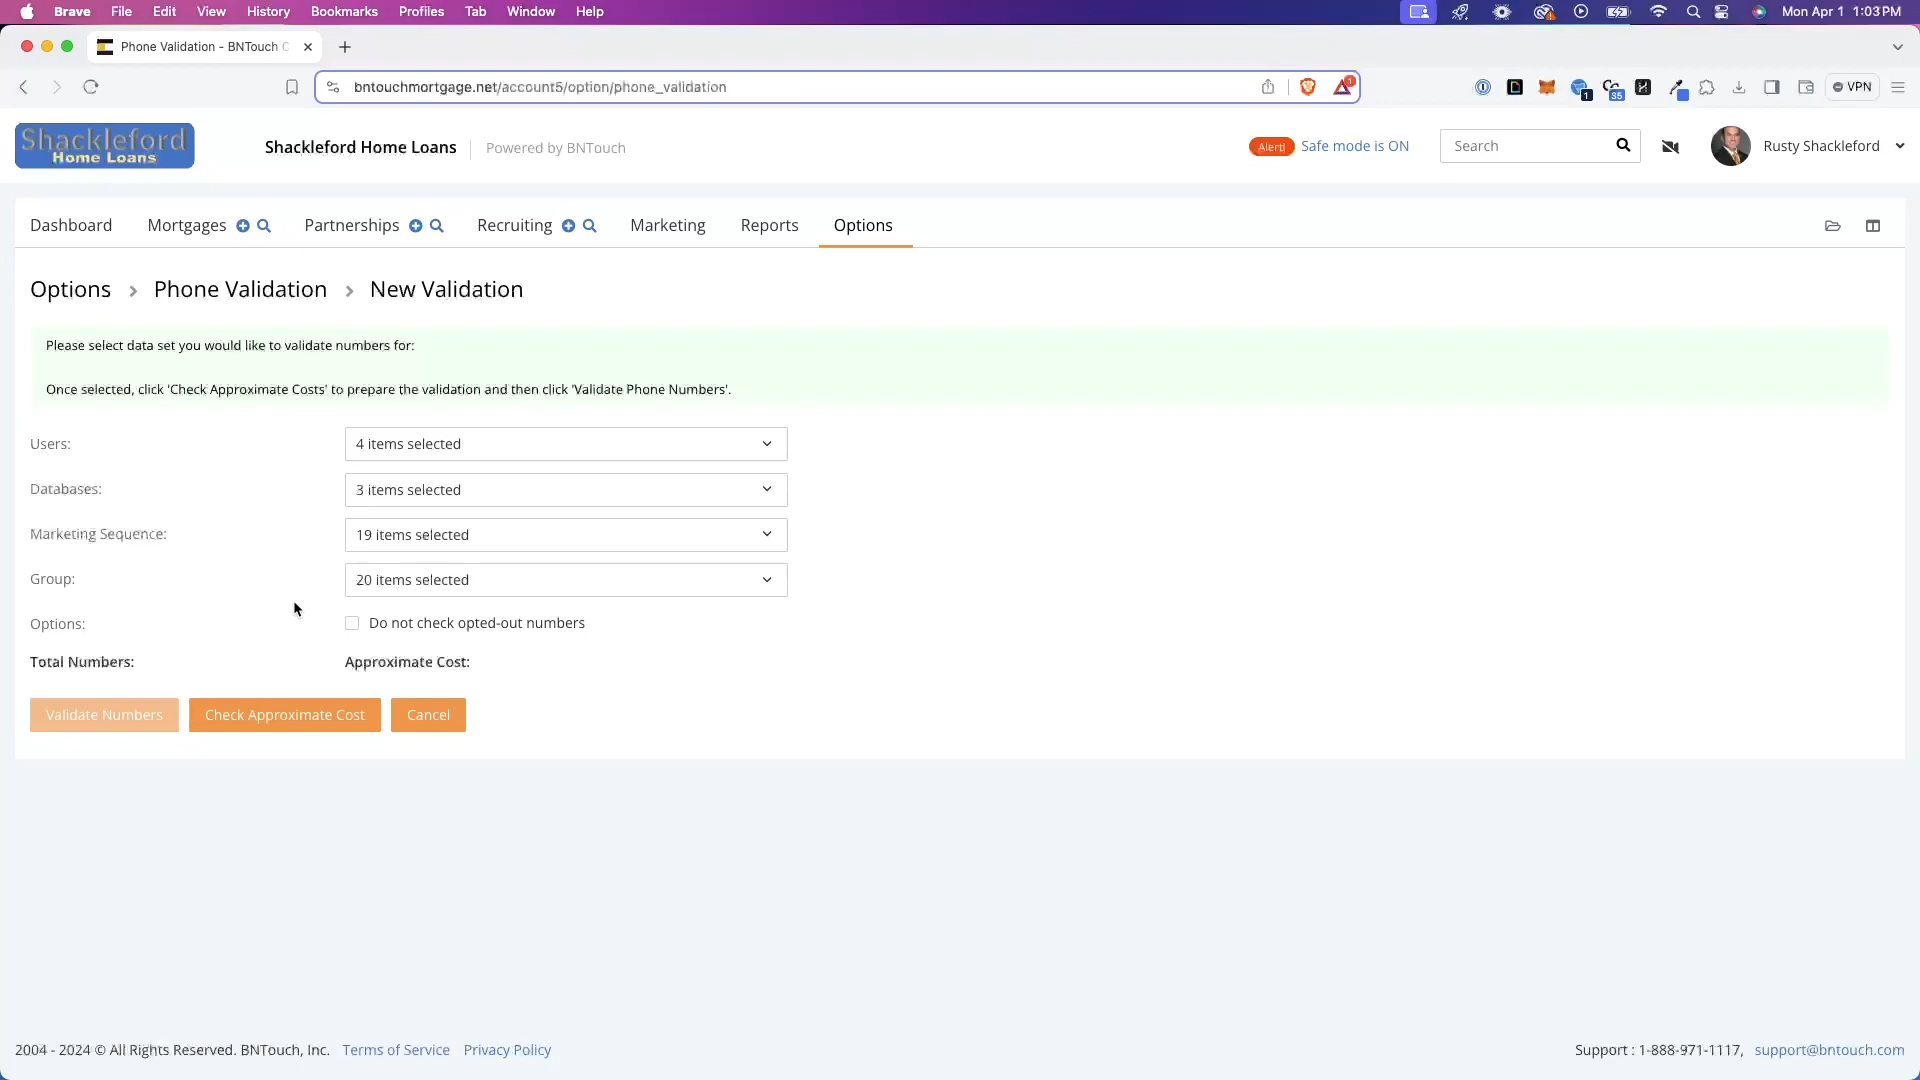 Brave File Edit View History Bookmarks Profiles Tab Window Help Mon Apr 1 1:03 PM
Phone Validation - BNTouch C
bntouchmortgage.net/account5/option/phone_validation 1 1 35 VPN
Shackleford
Home Loans
Shackleford Home Loans Powered by BNTouch Alert! Safe mode is ON Search Rusty Shackleford
Dashboard Mortgages Partnerships Recruiting Marketing Reports Options
Options > Phone Validation > New Validation
Please select data set you would like to validate numbers for:
Once selected, click 'Check Approximate Costs' to prepare the validation and then click 'Validate Phone Numbers'.
Users: 4 items selected
Databases: 3 items selected
Marketing Sequence: 19 items selected
Group: 20 items selected
Options: Do not check opted-out numbers
Total Numbers: Approximate Cost:
Validate Numbers Check Approximate Cost Cancel
2004 - 2024 © All Rights Reserved. BNTouch, Inc. Terms of Service Privacy Policy Support : 1-888-971-1117, support@bntouch.com